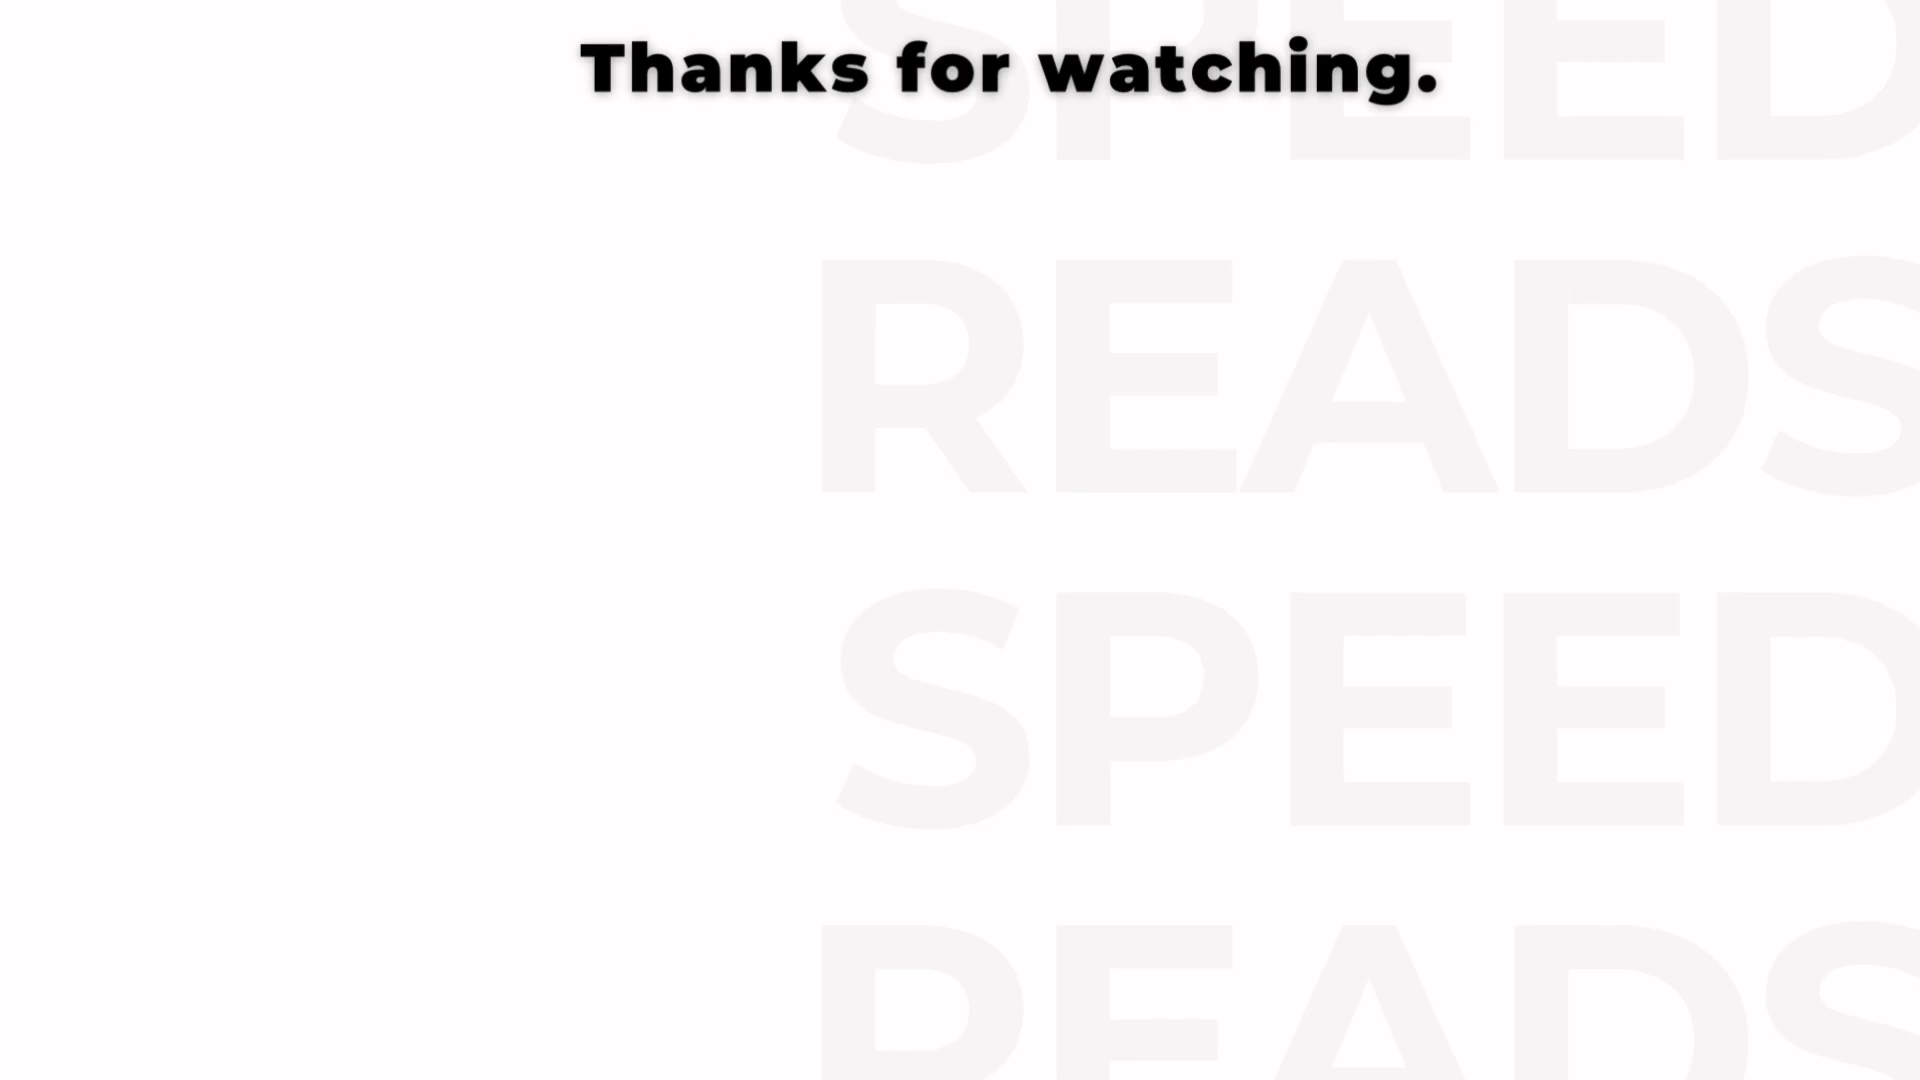 Thanks for watching.
SPEED
READS
SPEED
READS